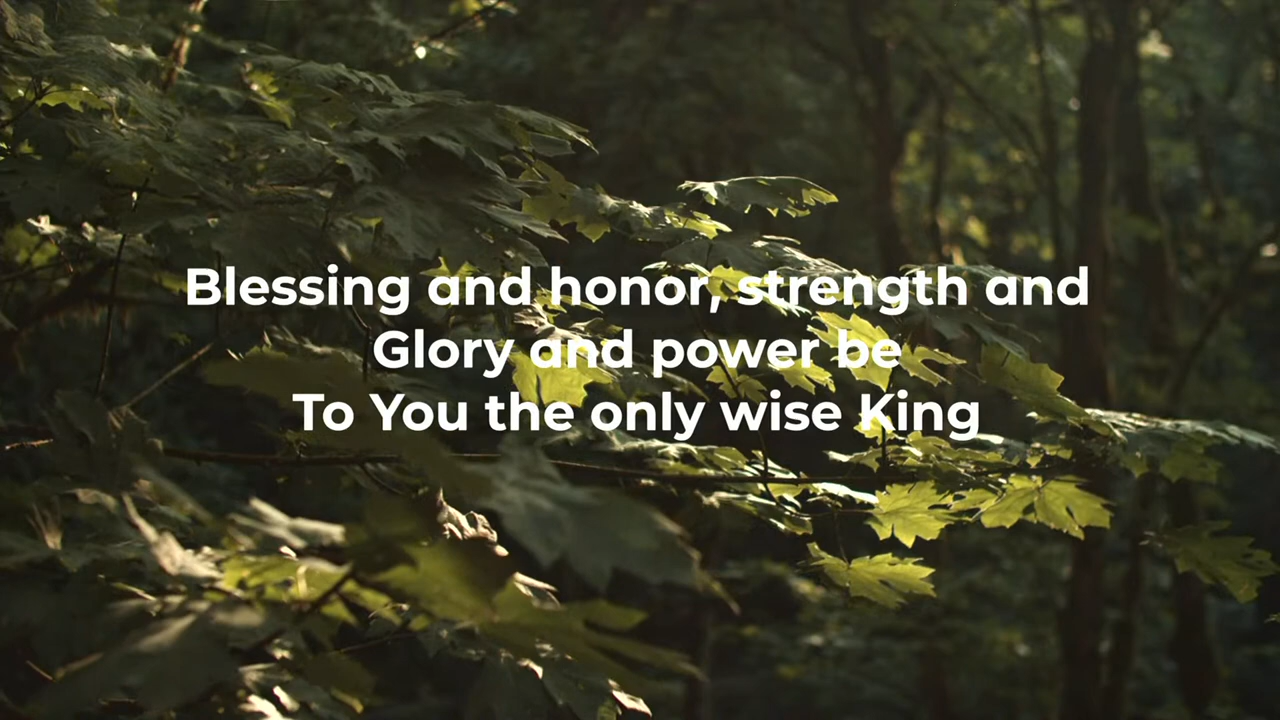 Blessing and honor, strength and
Glory and power be
To You the only wise King